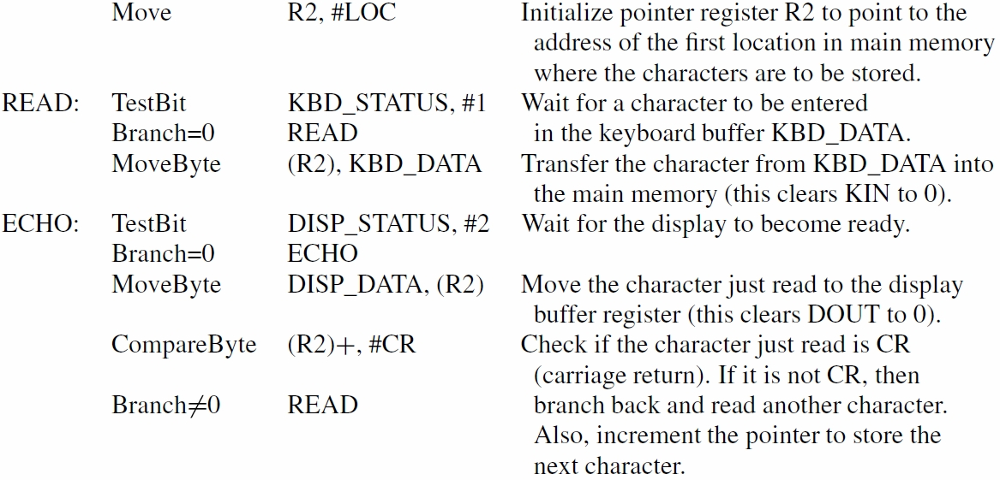 Move R2, #LOC Initialize pointer register R2 to point to the
address of the first location in main memory
where the characters are to be stored.
READ: TestBit KBD_STATUS, #1 Wait for a character to be entered
Branch=0 READ in the keyboard buffer KBD_DATA.
MoveByte (R2), KBD_DATA Transfer the character from KBD_DATA into
the main memory (this clears KIN to 0).
ECHO: TestBit DISP_STATUS, #2 Wait for the display to become ready.
Branch=0 ECHO
MoveByte DISP_DATA, (R2) Move the character just read to the display
buffer register (this clears DOUT to 0).
CompareByte (R2)+, #CR Check if the character just read is CR
(carriage return). If it is not CR, then
Branch≠0 READ branch back and read another character.
Also, increment the pointer to store the
next character.